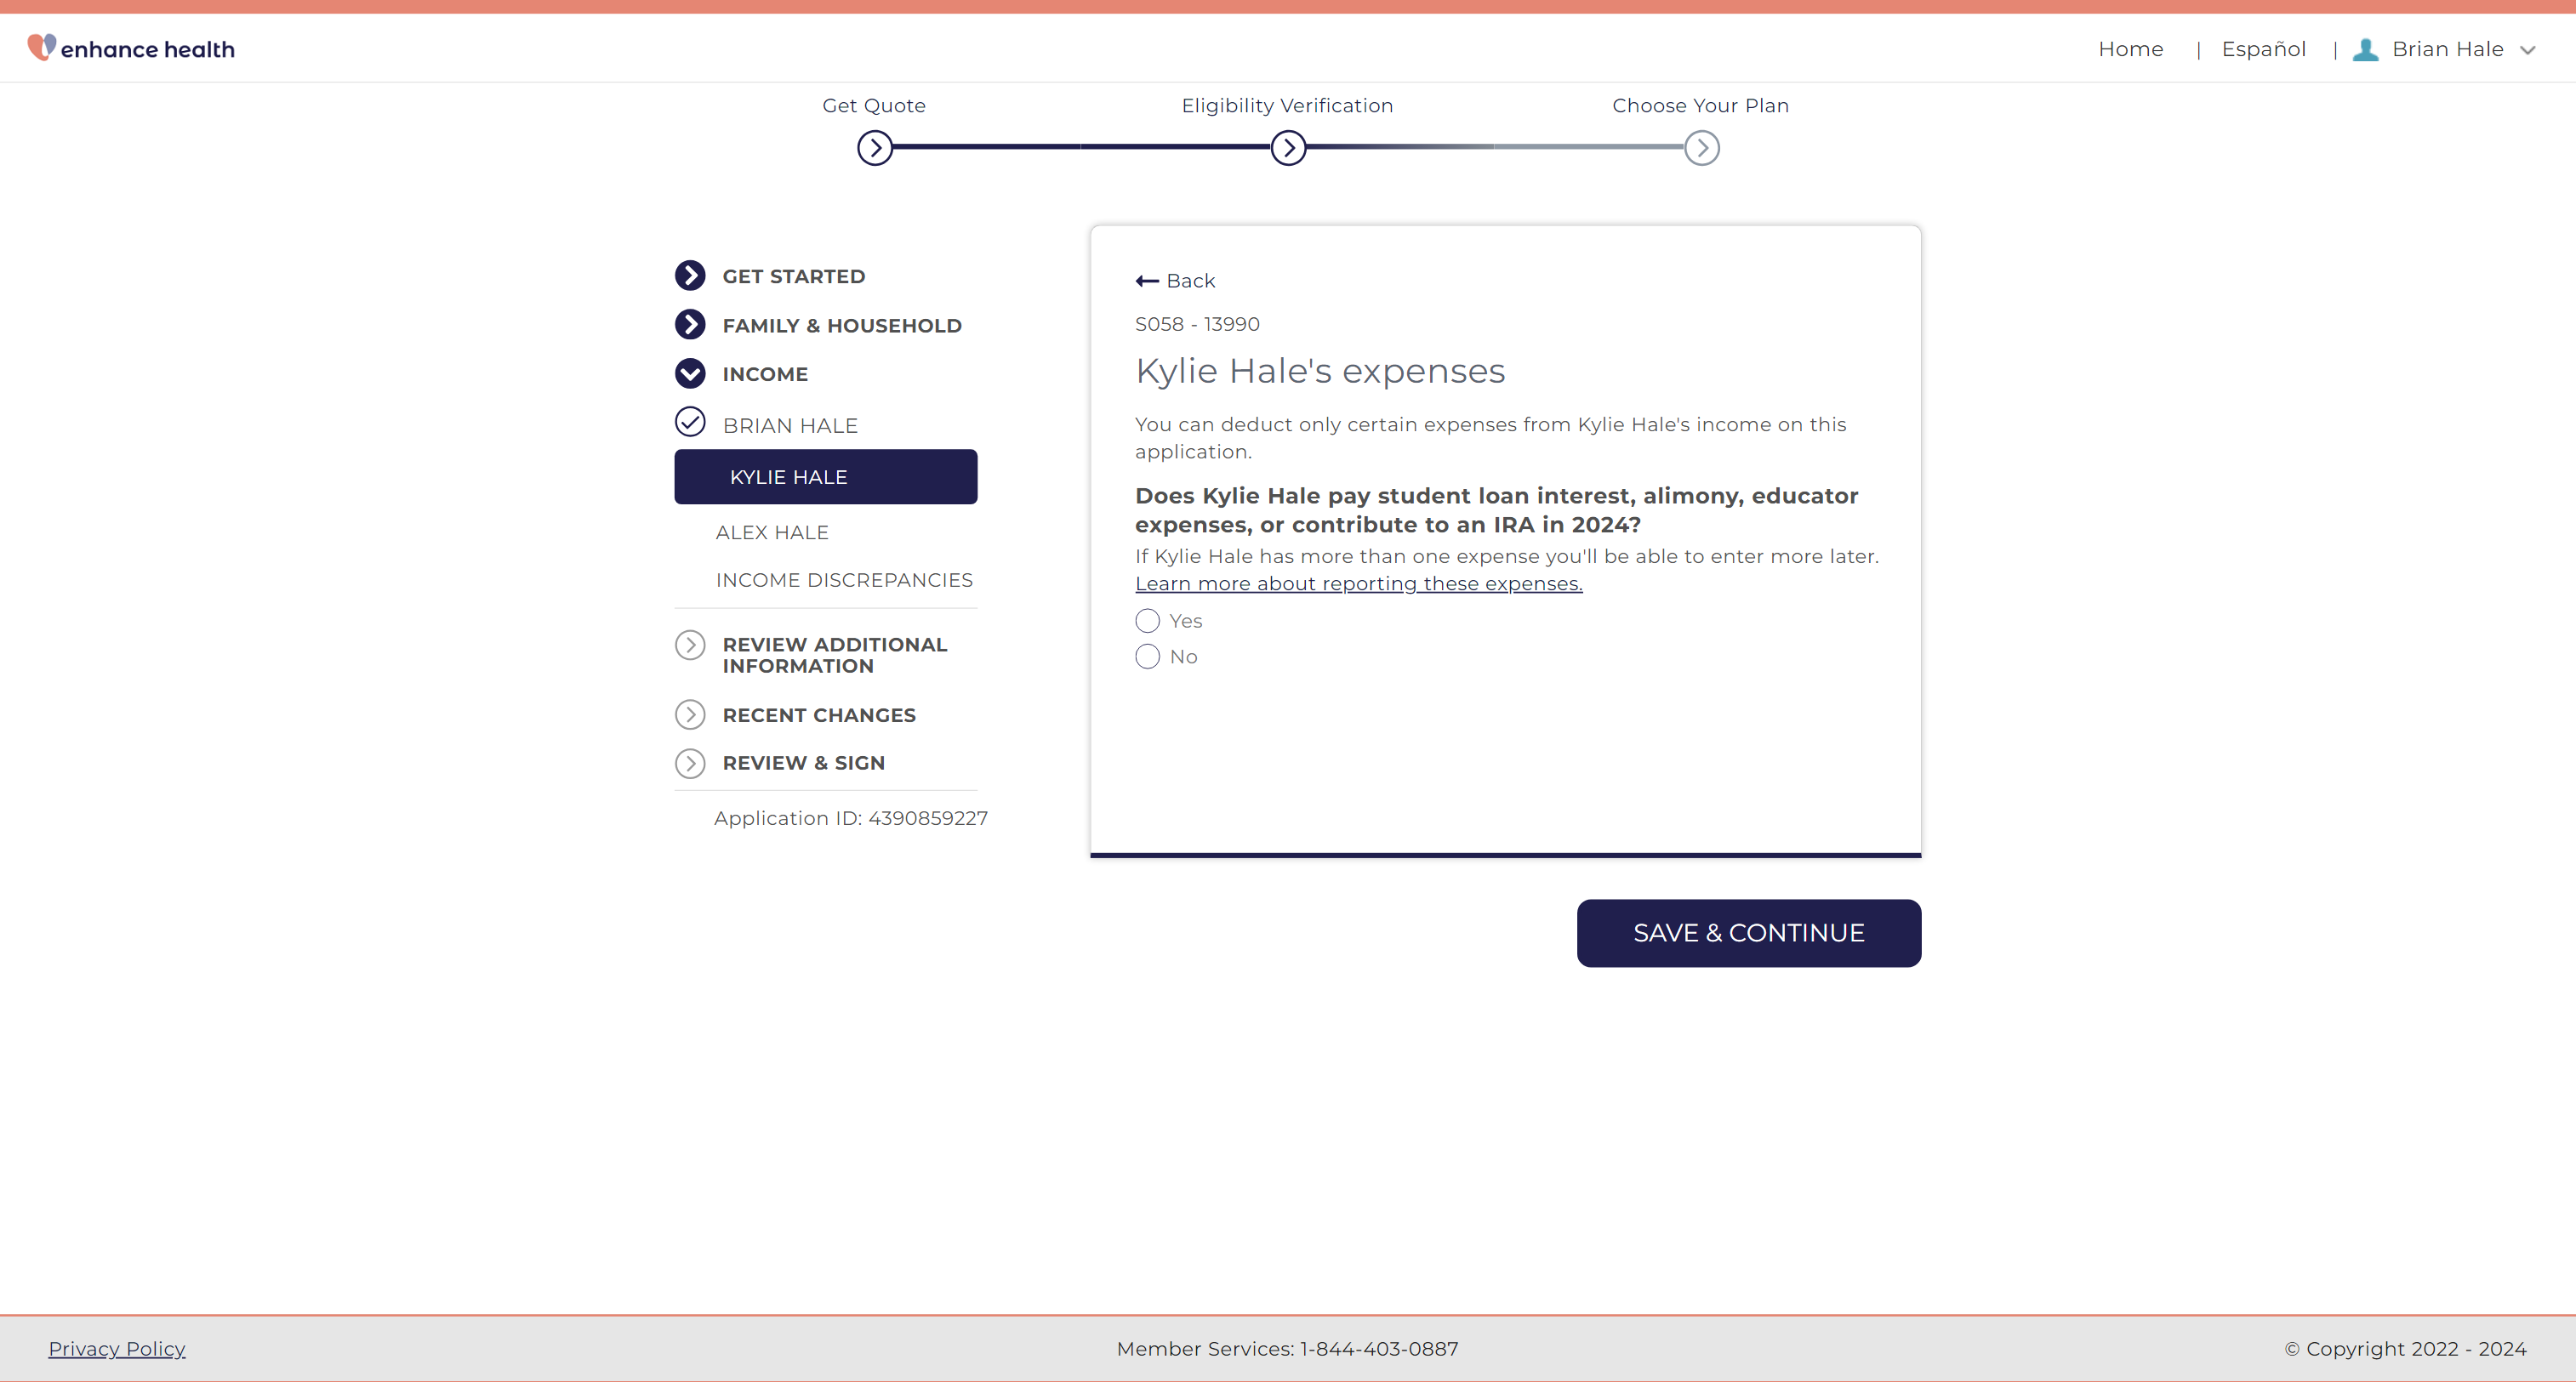 enhance health
Home | Español | Brian Hale
Get Quote
Eligibility Verification
Choose Your Plan
GET STARTED
FAMILY & HOUSEHOLD
INCOME
BRIAN HALE
KYLIE HALE
ALEX HALE
INCOME DISCREPANCIES
REVIEW ADDITIONAL
INFORMATION
RECENT CHANGES
REVIEW & SIGN
Application ID: 4390859227
Back
S058 - 13990
Kylie Hale's expenses
You can deduct only certain expenses from Kylie Hale's income on this
application.
Does Kylie Hale pay student loan interest, alimony, educator
expenses, or contribute to an IRA in 2024?
If Kylie Hale has more than one expense you'll be able to enter more later.
Learn more about reporting these expenses.
Yes
No
SAVE & CONTINUE
Privacy Policy
Member Services: 1-844-403-0887
© Copyright 2022 - 2024